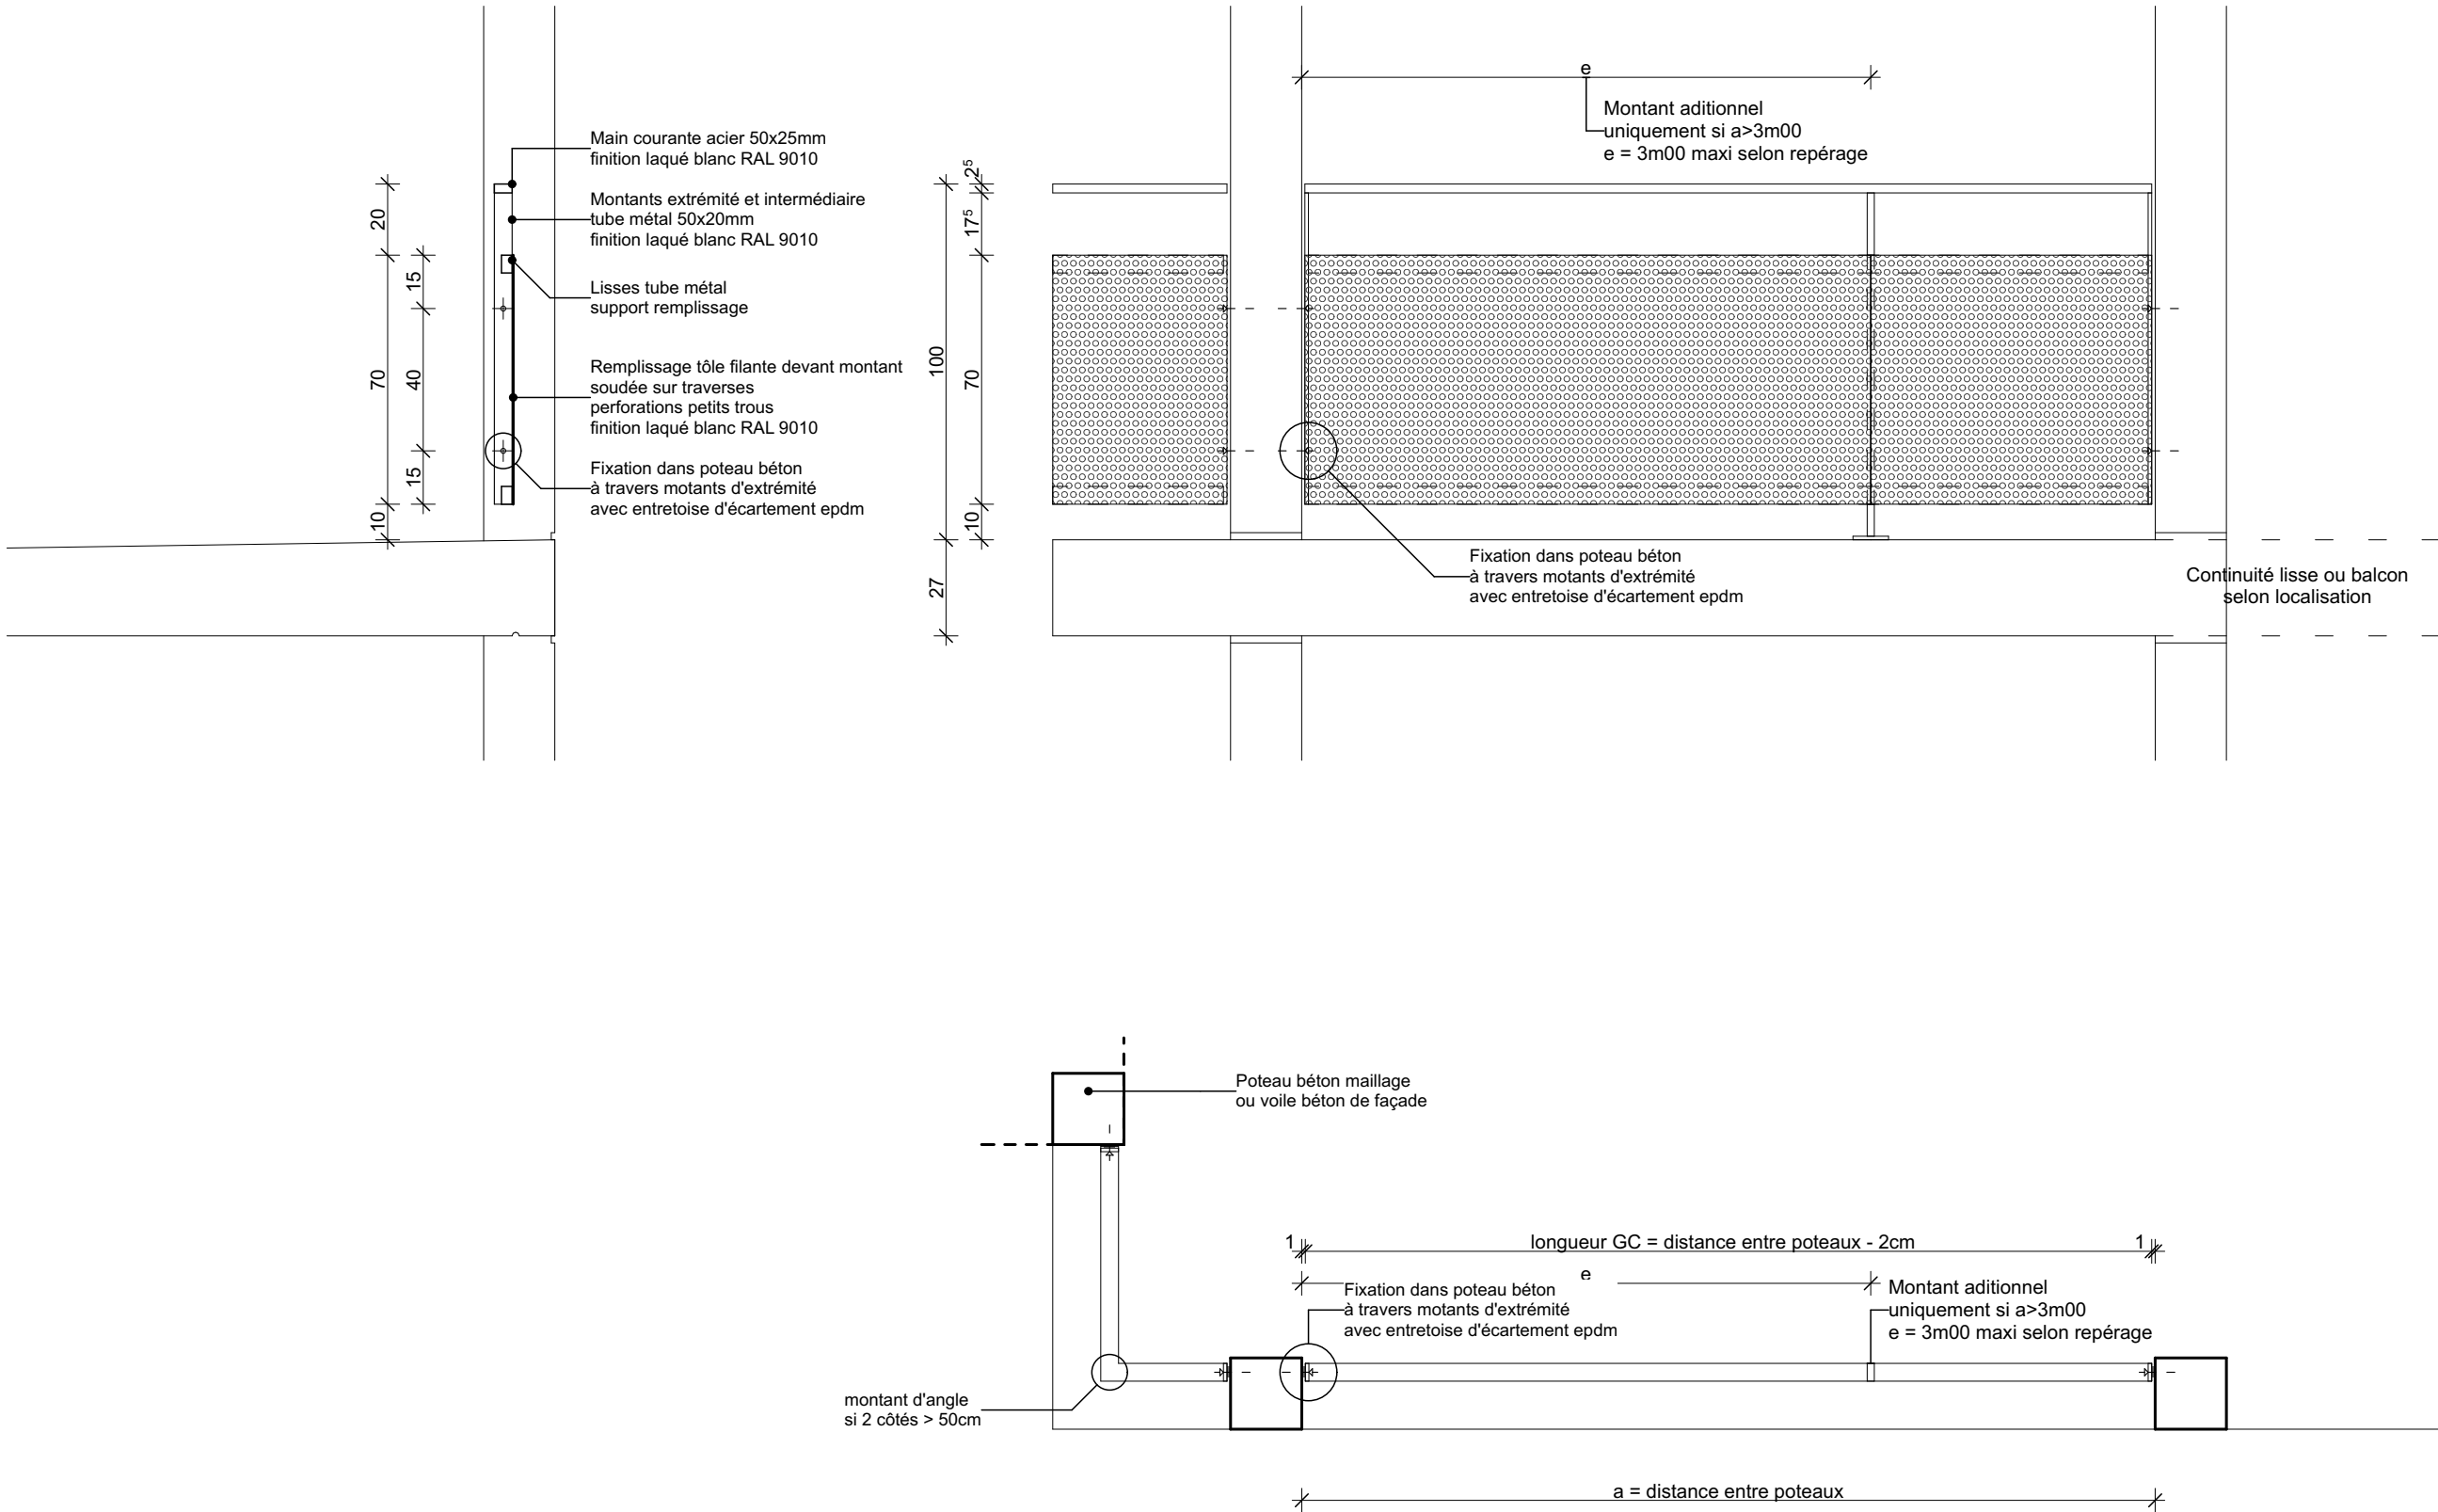 e
Montant aditionnel
uniquement si a>3m00
e = 3m00 maxi selon repérage
Main courante acier 50x25mm
finition laqué blanc RAL 9010
Montants extrémité et intermédiaire
tube métal 50x20mm
finition laqué blanc RAL 9010
Lisses tube métal
support remplissage
Remplissage tôle filante devant montant
soudée sur traverses
perforations petits trous
finition laqué blanc RAL 9010
Fixation dans poteau béton
à travers motants d'extrémité
avec entretoise d'écartement epdm
20
70
10
15
40
15
100
27
2⁵
17⁵
70
10
Fixation dans poteau béton
à travers motants d'extrémité
avec entretoise d'écartement epdm
Continuité lisse ou balcon
selon localisation
Poteau béton maillage
ou voile béton de façade
1
longueur GC = distance entre poteaux - 2cm
1
e
Fixation dans poteau béton
à travers motants d'extrémité
avec entretoise d'écartement epdm
Montant aditionnel
uniquement si a>3m00
e = 3m00 maxi selon repérage
montant d'angle
si 2 côtés > 50cm
a = distance entre poteaux